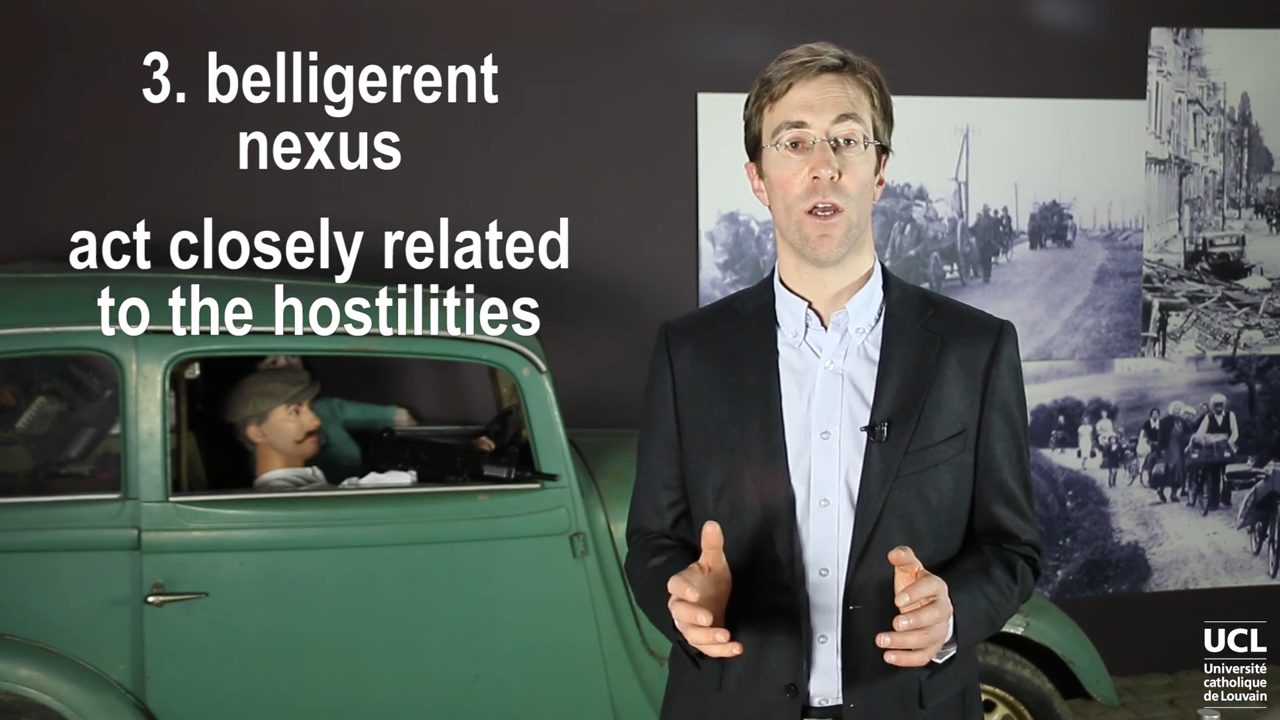 3. belligerent
nexus
act closely related
to the hostilities
UCL
Université
catholique
de Louvain